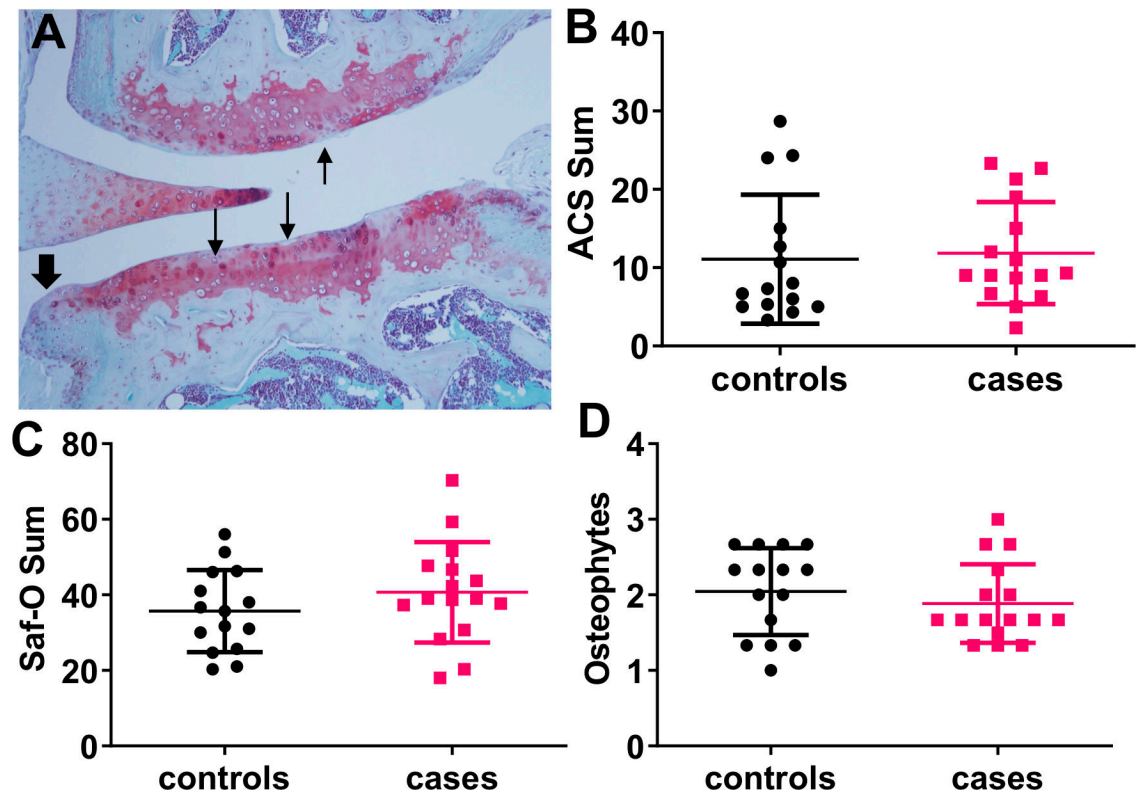 A
B
ACS Sum
40
30
20
10
0
controls
cases
C
Saf-O Sum
80
60
40
20
0
controls
cases
D
Osteophytes
4
3
2
1
0
controls
cases